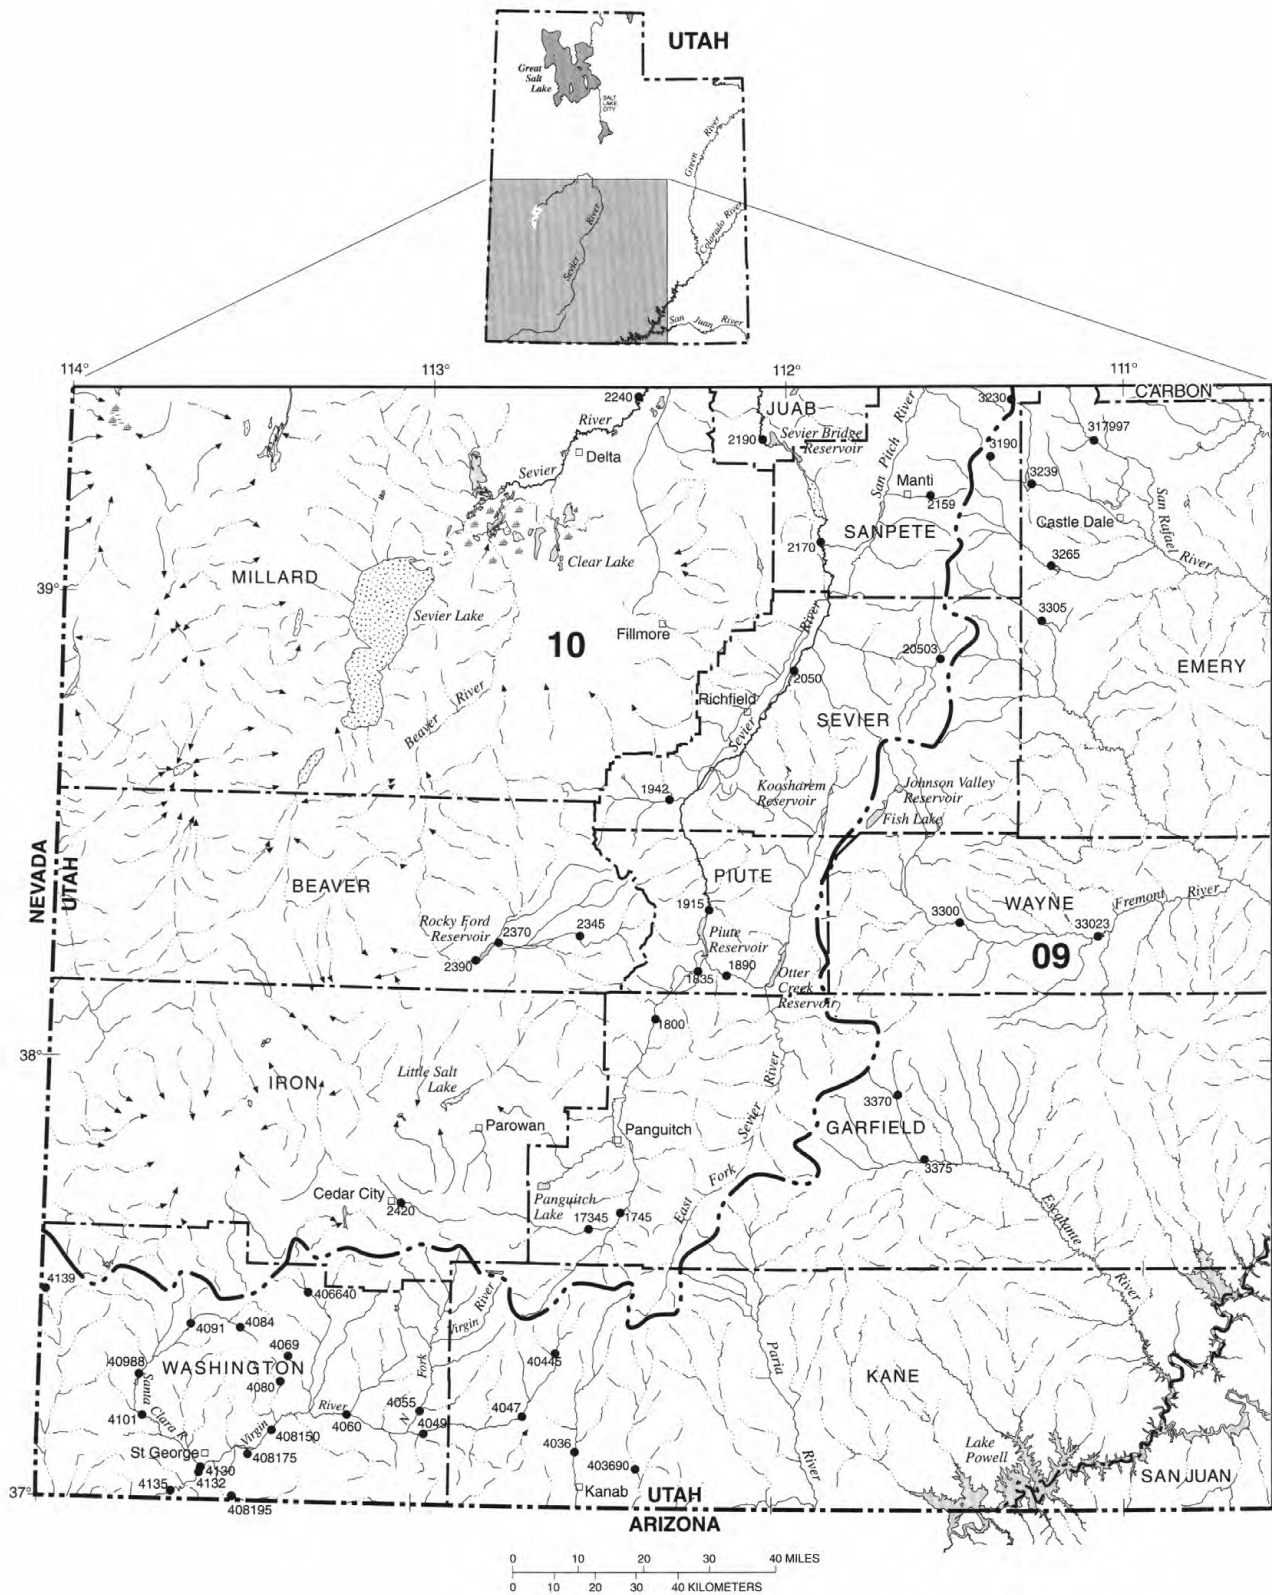 UTAH
Great
Salt
Lake
SALT
LAKE
CITY
Green
River
Colorado River
Sevier
River
San Juan River
114°
113°
112°
111°
CARBON
2240
JUAB
River
2190
Sevier Bridge
Reservoir
San Pitch River
3230
317997
3190
Delta
Sevier
3239
Manti
2159
San Rafael
River
Castle Dale
SANPETE
2170
Clear Lake
3265
MILLARD
39°
Sevier Lake
3305
River
Fillmore
10
20503
EMERY
2050
Richfield
Beaver River
SEVIER
Sevier
Johnson Valley
Reservoir
Koosharem
Reservoir
1942
Fish Lake
NEVADA
UTAH
BEAVER
PIUTE
WAYNE
Fremont River
1915
Rocky Ford
Reservoir
2370
2345
3300
33023
Piute
Reservoir
09
2390
1835
1890
Otter
Creek
Reservoir
1800
38°
IRON
Little Salt
Lake
River
3370
Parowan
Panguitch
Sevier
GARFIELD
3375
Fork
Cedar City
2420
Panguitch
Lake
17345
1745
East
Escalante
River
4139
406640
River
Virgin
4091
4084
4069
40445
Paria
River
40988
WASHINGTON
Fork
N
KANE
4080
Santa
Clara R
4101
River
4055
4047
4060
4049
Virgin
408150
4036
Lake
Powell
St George
408175
4130
403690
SAN JUAN
4135
4132
37°
408195
Kanab
UTAH
ARIZONA
0 10 20 30 40 MILES
0 10 20 30 40 KILOMETERS